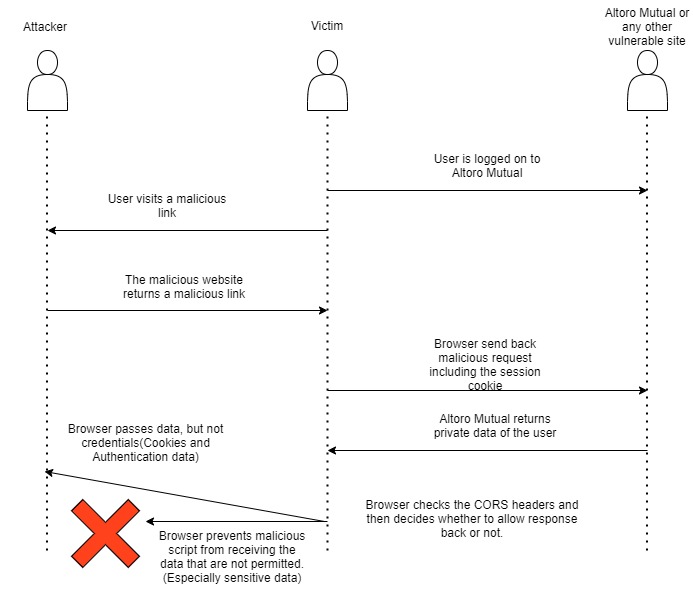 Attacker
Victim
Altoro Mutual or
any other
vulnerable site
User is logged on to
Altoro Mutual
User visits a malicious
link
The malicious website
returns a malicious link
Browser send back
malicious request
including the session
cookie
Altoro Mutual returns
private data of the user
Browser passes data, but not
credentials(Cookies and
Authentication data)
Browser checks the CORS headers and
then decides whether to allow response
back or not.
Browser prevents malicious
script from receiving the
data that are not permitted.
(Especially sensitive data)